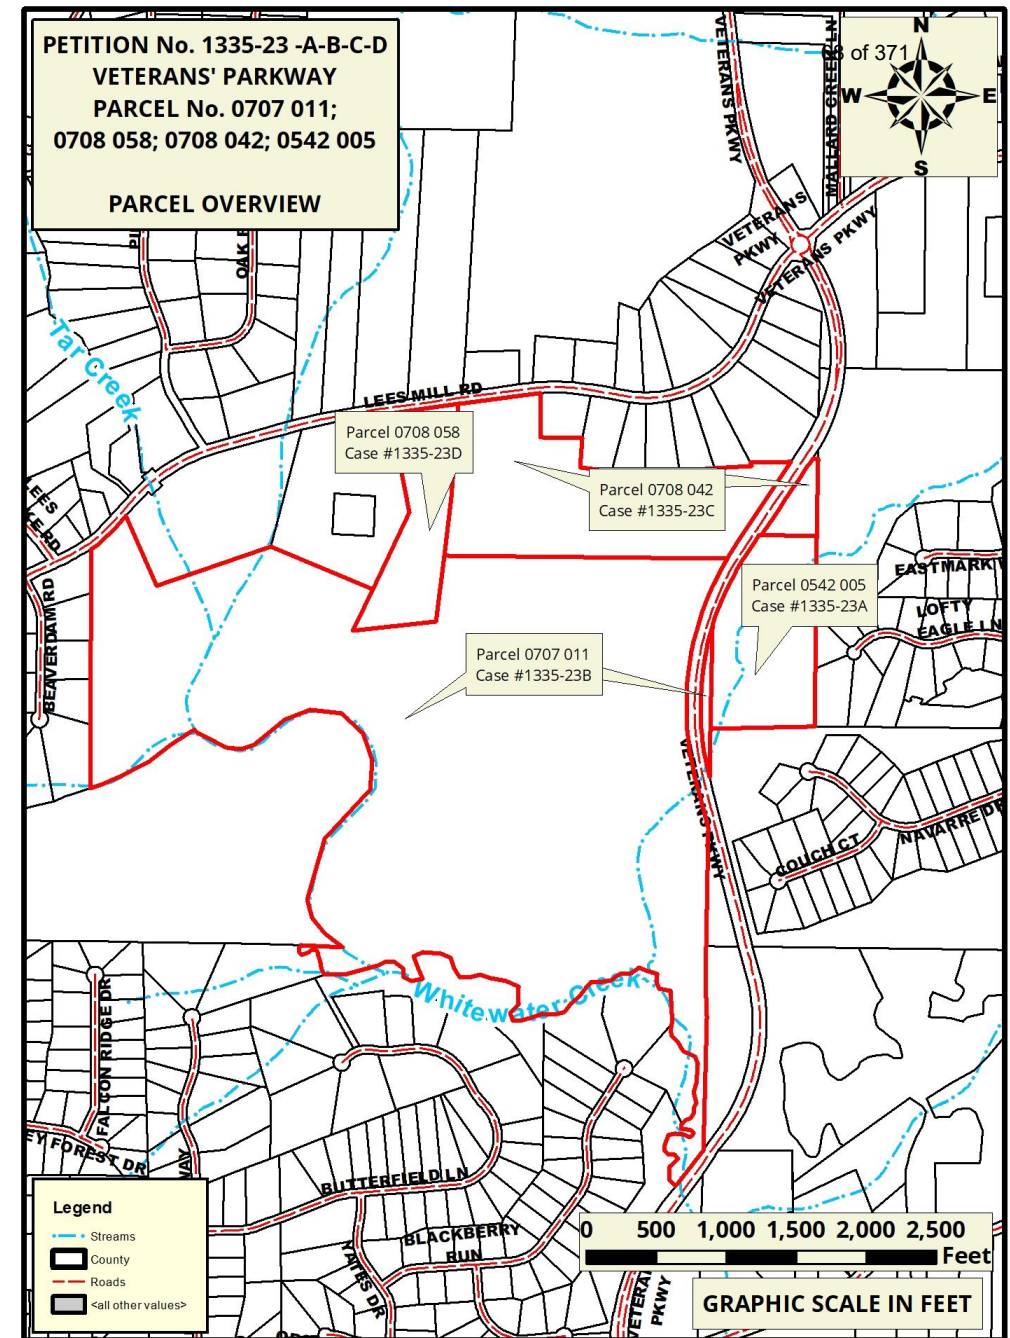 PETITION No. 1335-23 -A-B-C-D
VETERANS' PARKWAY
PARCEL No. 0707 011;
0708 058; 0708 042; 0542 005
PARCEL OVERVIEW
of 371
N
W
E
S
VETERANS PKWY
MALLARD CREEK LN
VETERANS
PKWY
VETERANS PKWY
OAK
Tar Creek
LEES MILL RD
Parcel 0708 058
Case #1335-23D
Parcel 0708 042
Case #1335-23C
LEES
KE RD
BEAVERDAM RD
EASTMARK
Parcel 0542 005
Case #1335-23A
LOFTY
EAGLE LN
Parcel 0707 011
Case #1335-23B
VETERANS PKWY
NAVARRE DR
COUCH CT
Whitewater Creek
FALCON RIDGE DR
EY FOREST DR
WAY
BUTTERFIELD LN
BLACKBERRY
RUN
YATES DR
VETERAN
PKWY
Legend
Streams
County
Roads
<all other values>
0 500 1,000 1,500 2,000 2,500
Feet
GRAPHIC SCALE IN FEET